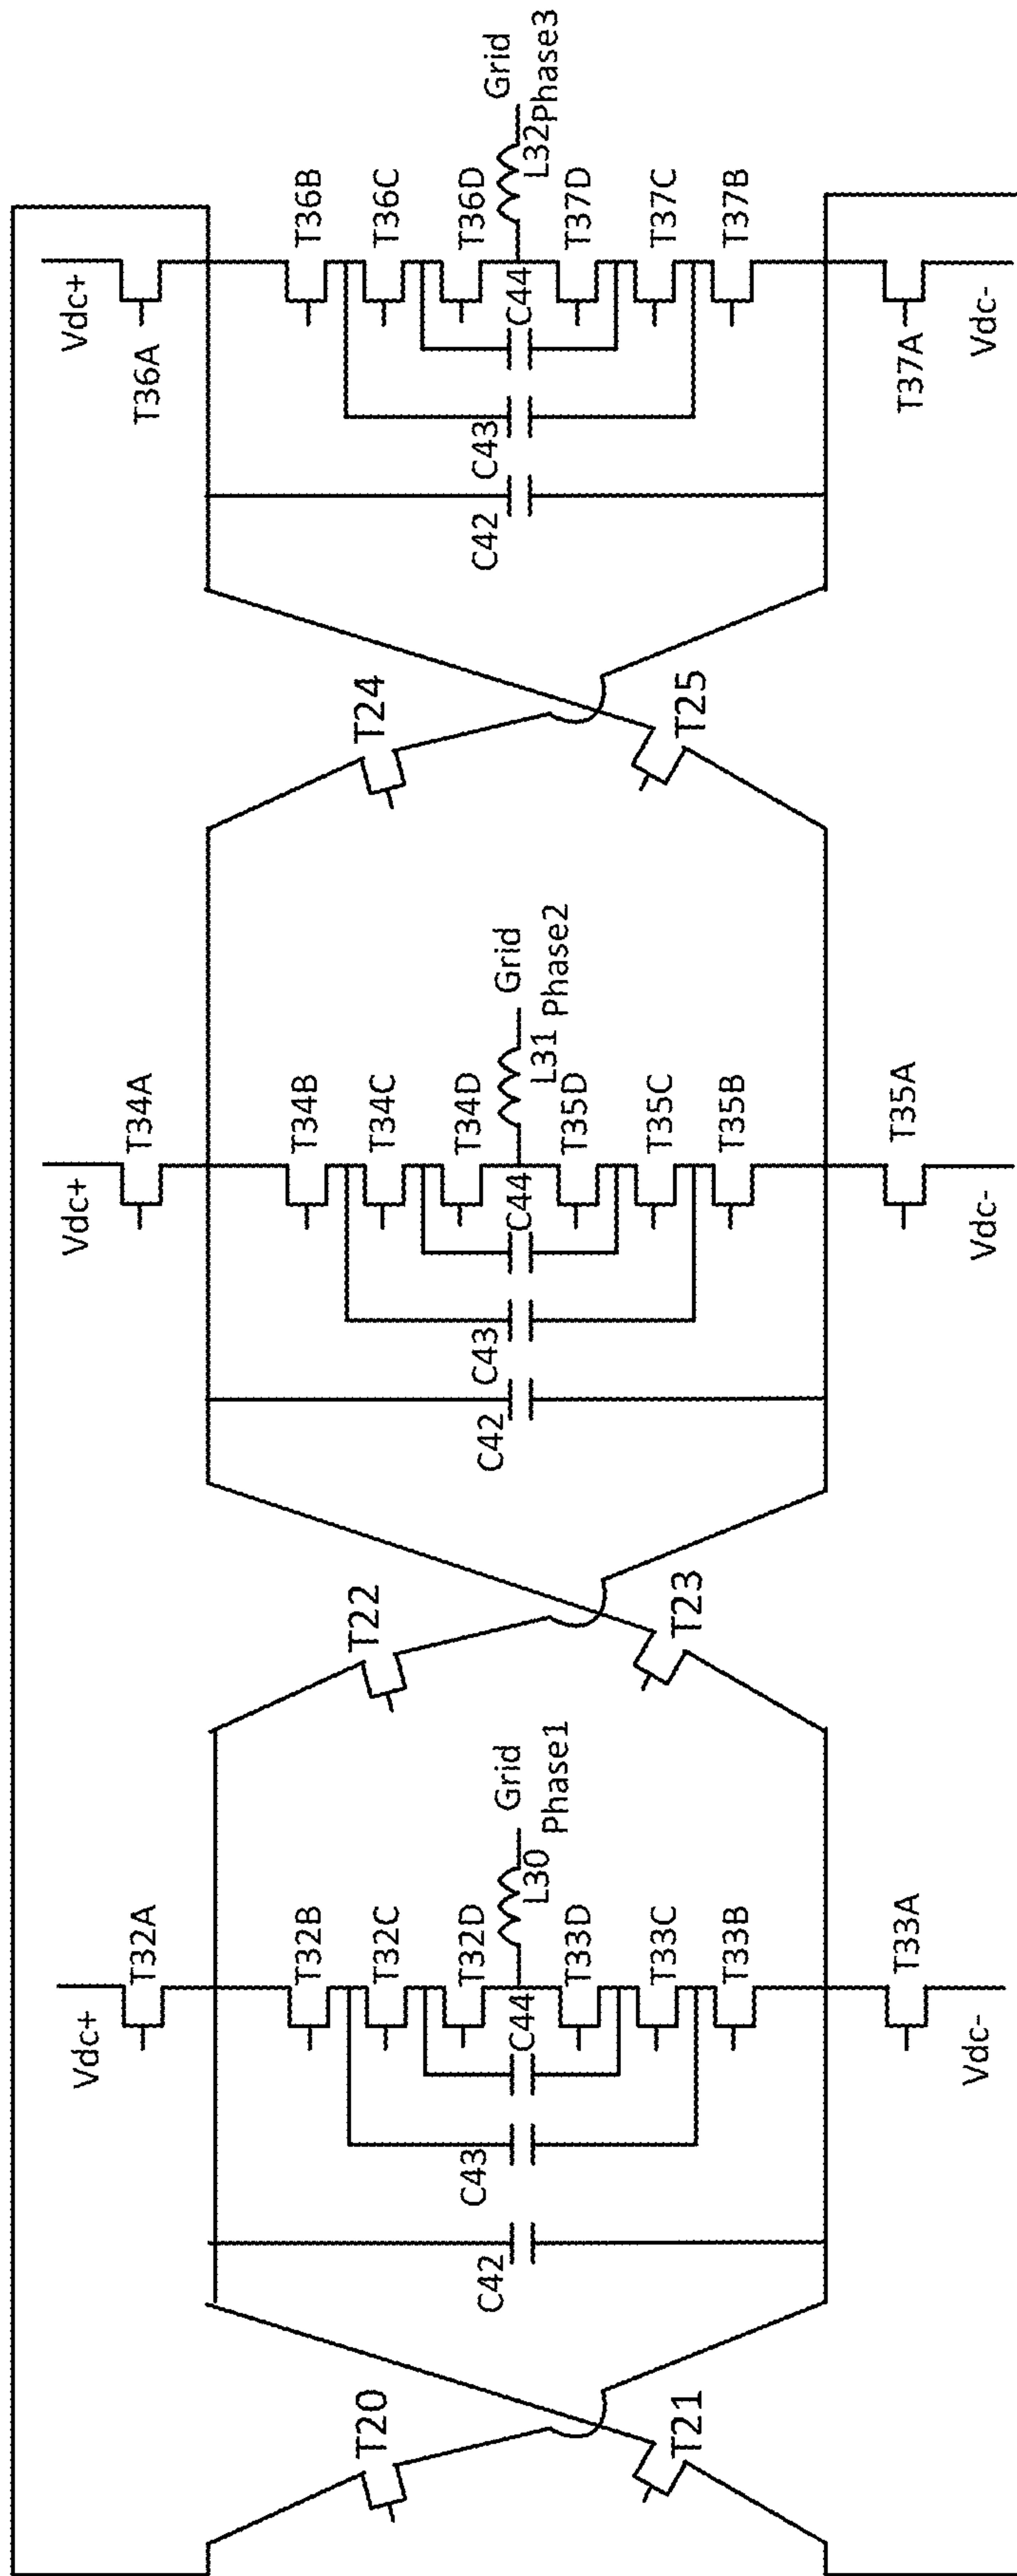 Vdc+
T32A
T32B
T32C
T32D
C44
L30
Grid
Phase1
T33D
T33C
T33B
T33A
Vdc-
C43
C42
T20
T21
T22
T23
Vdc+
T34A
T34B
T34C
T34D
C44
L31
Grid
Phase2
T35D
T35C
T35B
T35A
Vdc-
C43
C42
T24
T25
Vdc+
T36A
T36B
T36C
T36D
C44
L32
Grid
Phase3
T37D
T37C
T37B
T37A
Vdc-
C43
C42